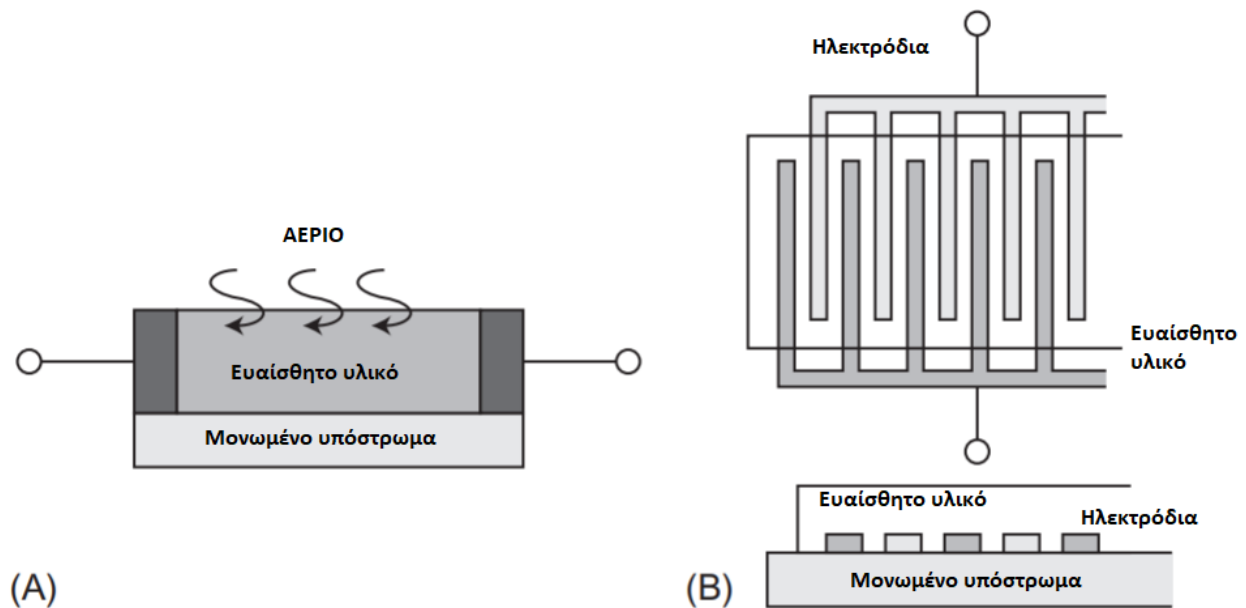 ΑΕΡΙΟ
Ευαίσθητο υλικό
Μονωμένο υπόστρωμα
(A)
Ηλεκτρόδια
Ευαίσθητο
υλικό
Ευαίσθητο υλικό
Ηλεκτρόδια
Μονωμένο υπόστρωμα
(B)